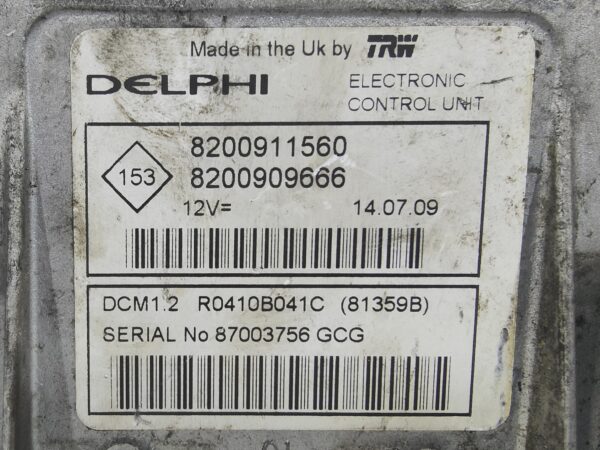 Made in the Uk by TRW
DELPHI ELECTRONIC
CONTROL UNIT
8200911560
153
8200909666
12V= 14.07.09
DCM1.2 R0410B041C (81359B)
SERIAL No 87003756 GCG